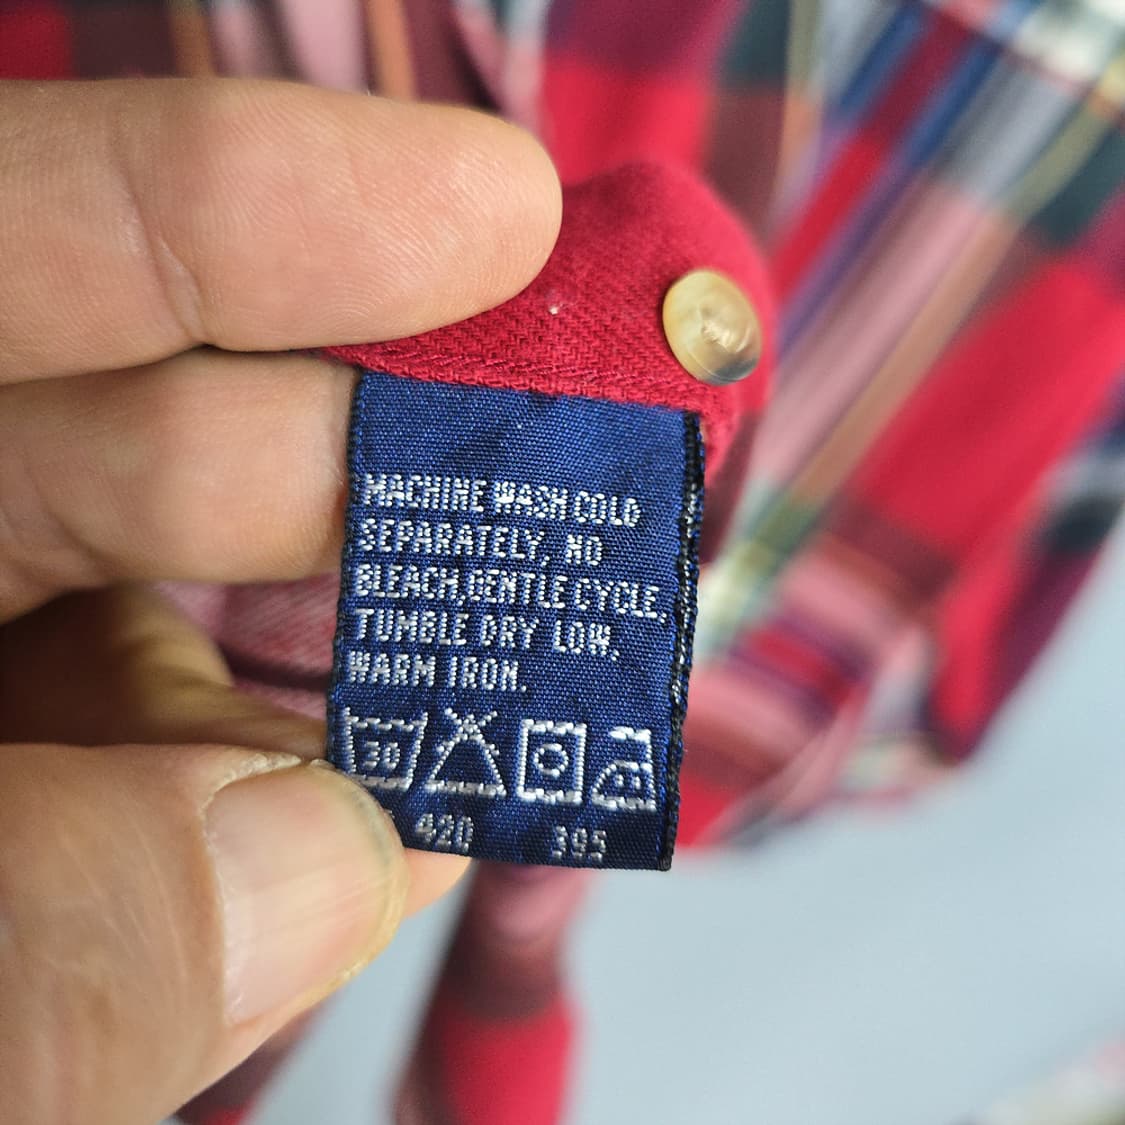 MACHINE WASH COLD
SEPARATELY, NO
BLEACH,GENTLE CYCLE,
TUMBLE DRY LOW,
WARM IRON.
30
420 395